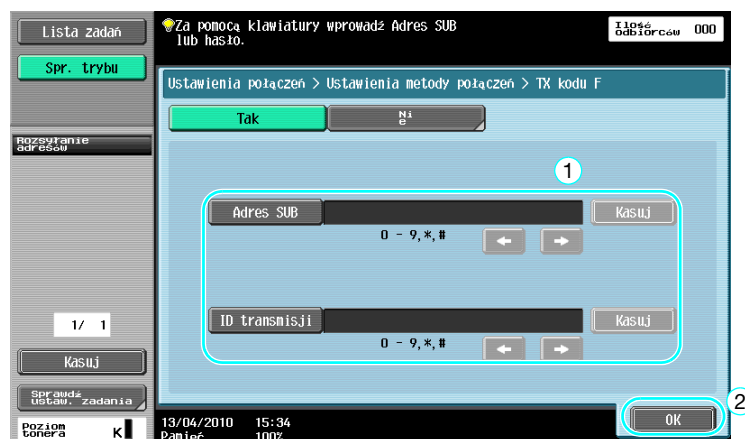 Lista zadań
Spr. trybu
Rozsyłanie
adresów
1/ 1
Kasuj
Sprawdź
ustaw. zadania
Poziom
tonera K
Za pomocą klawiatury wprowadź Adres SUB
lub hasło.
Ilość
odbiorców 000
Ustawienia połączeń > Ustawienia metody połączeń > TX kodu F
Tak
Ni
e
1
Adres SUB
Kasuj
0 - 9,*,#
ID transmisji
Kasuj
0 - 9,*,#
2
OK
13/04/2010 15:34
Pamięć 100%